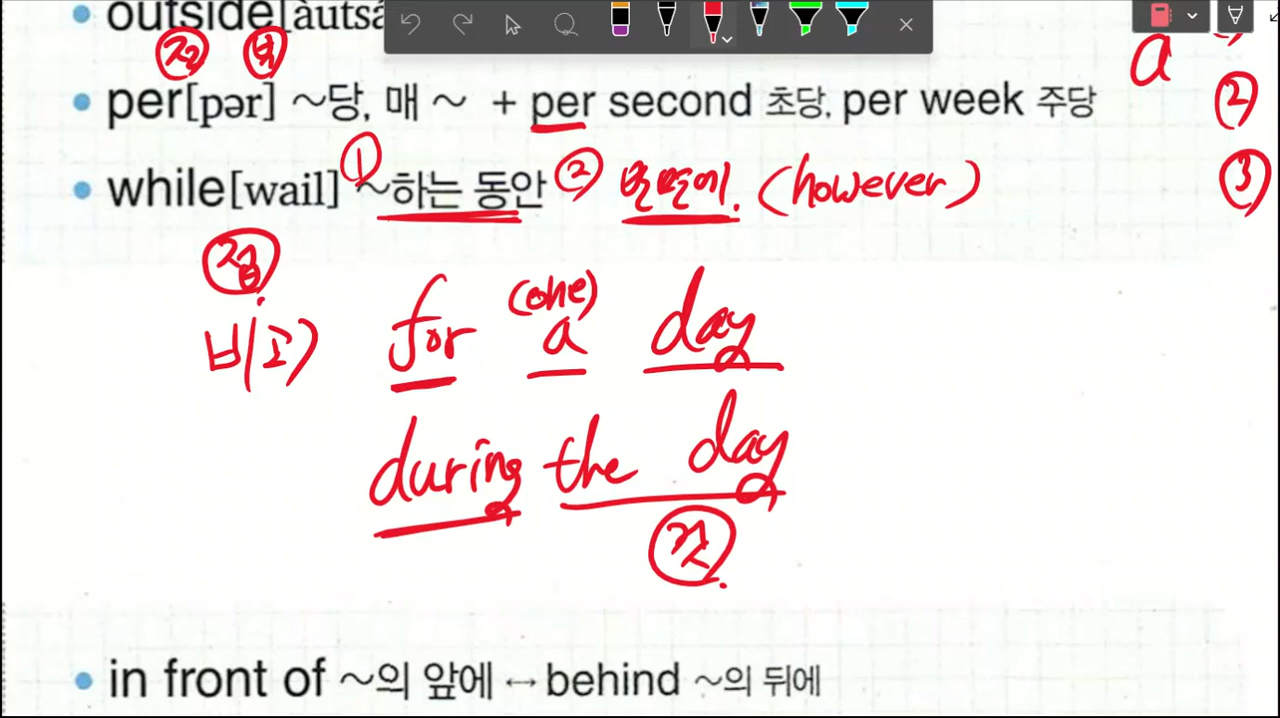 outside[àutsá
전 부
a
per[pər] ~당, 매 ~ + per second 초당, per week 주당
②
while[wail] ① ~하는 동안 ② 반면에. (however)
③
접.
비교) for (one) a day
during the day
것.
in front of ~의 앞에 ↔ behind ~의 뒤에